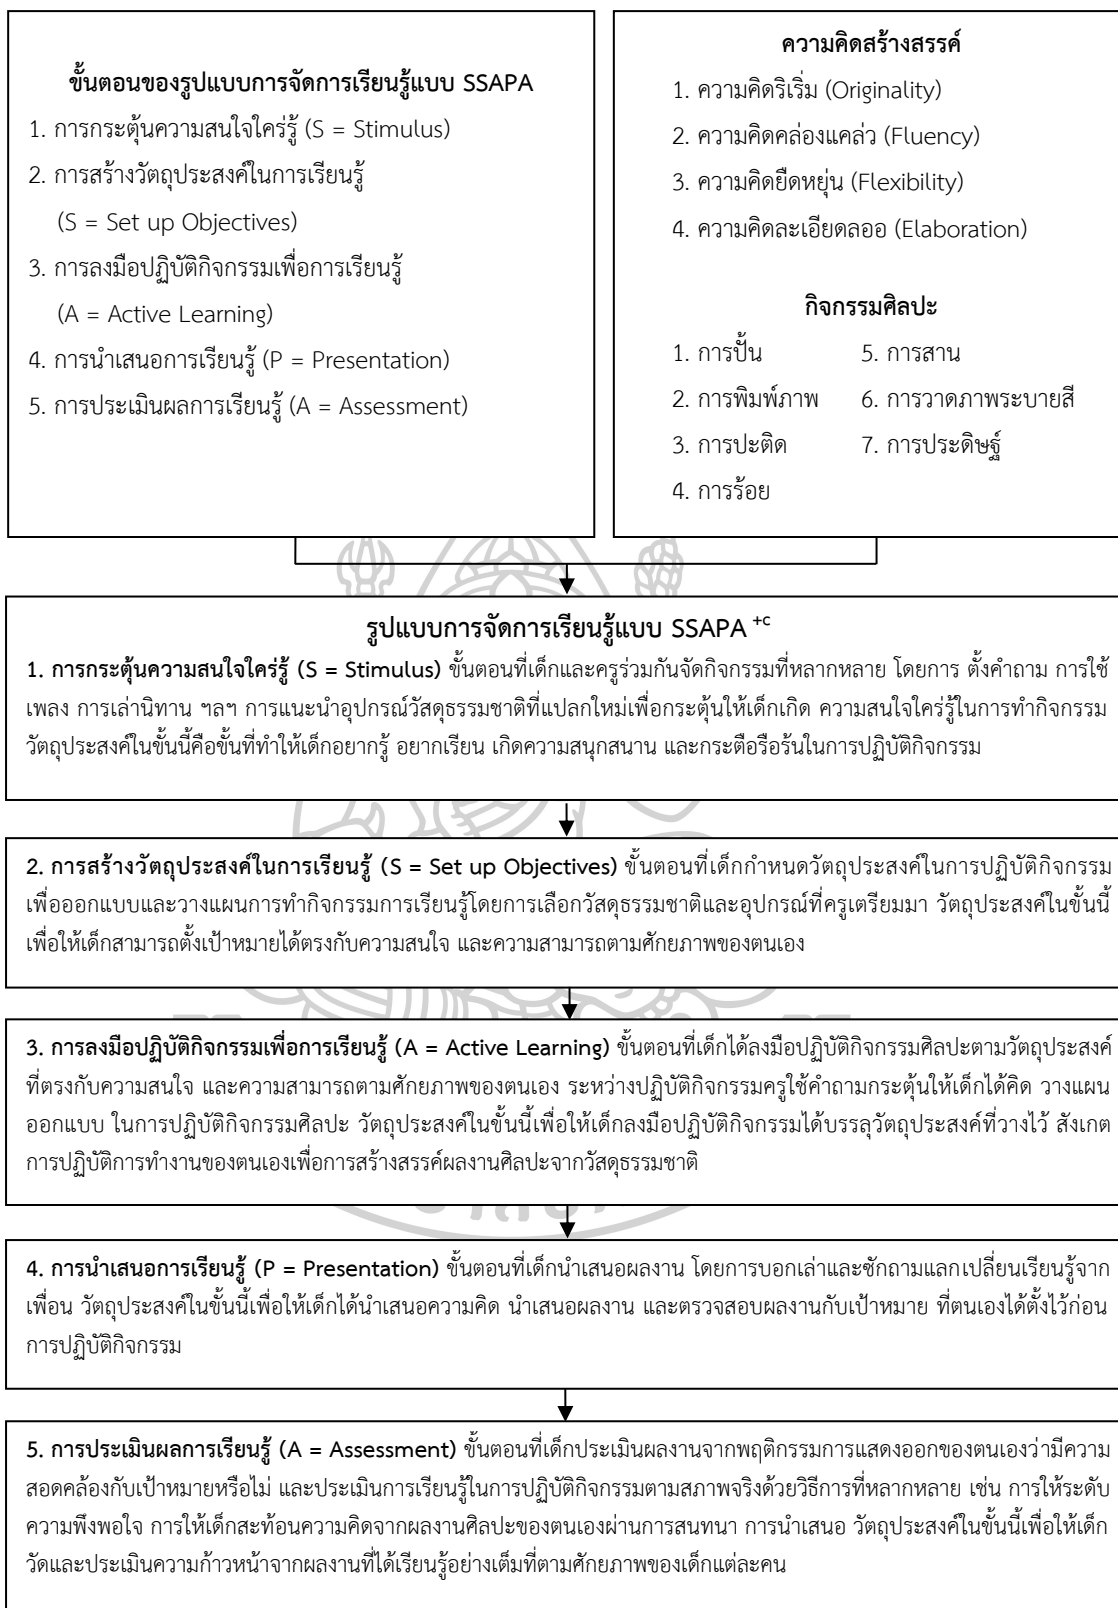 ขั้นตอนของรูปแบบการจัดการเรียนรู้แบบ SSAPA
1. การกระตุ้นความสนใจใคร่รู้ (S = Stimulus)
2. การสร้างวัตถุประสงค์ในการเรียนรู้
(S = Set up Objectives)
3. การลงมือปฏิบัติกิจกรรมเพื่อการเรียนรู้
(A = Active Learning)
4. การนำเสนอการเรียนรู้ (P = Presentation)
5. การประเมินผลการเรียนรู้ (A = Assessment)
ความคิดสร้างสรรค์
1. ความคิดริเริ่ม (Originality)
2. ความคิดคล่องแคล่ว (Fluency)
3. ความคิดยืดหยุ่น (Flexibility)
4. ความคิดละเอียดลออ (Elaboration)
กิจกรรมศิลปะ
1. การปั้น 5. การสาน
2. การพิมพ์ภาพ 6. การวาดภาพระบายสี
3. การปะติด 7. การประดิษฐ์
4. การร้อย
รูปแบบการจัดการเรียนรู้แบบ SSAPA +c
1. การกระตุ้นความสนใจใคร่รู้ (S = Stimulus) ขั้นตอนที่เด็กและครูร่วมกันจัดกิจกรรมที่หลากหลาย โดยการ ตั้งคำถาม การใช้
เพลง การเล่านิทาน ฯลฯ การแนะนำอุปกรณ์วัสดุธรรมชาติที่แปลกใหม่เพื่อกระตุ้นให้เด็กเกิด ความสนใจใคร่รู้ในการทำกิจกรรม
วัตถุประสงค์ในขั้นนี้คือขั้นที่ทำให้เด็กอยากรู้ อยากเรียน เกิดความสนุกสนาน และกระตือรือร้นในการปฏิบัติกิจกรรม
2. การสร้างวัตถุประสงค์ในการเรียนรู้ (S = Set up Objectives) ขั้นตอนที่เด็กกำหนดวัตถุประสงค์ในการปฏิบัติกิจกรรม
เพื่อออกแบบและวางแผนการทำกิจกรรมการเรียนรู้โดยการเลือกวัสดุธรรมชาติและอุปกรณ์ที่ครูเตรียมมา วัตถุประสงค์ในขั้นนี้
เพื่อให้เด็กสามารถตั้งเป้าหมายได้ตรงกับความสนใจ และความสามารถตามศักยภาพของตนเอง
3. การลงมือปฏิบัติกิจกรรมเพื่อการเรียนรู้ (A = Active Learning) ขั้นตอนที่เด็กได้ลงมือปฏิบัติกิจกรรมศิลปะตามวัตถุประสงค์
ที่ตรงกับความสนใจ และความสามารถตามศักยภาพของตนเอง ระหว่างปฏิบัติกิจกรรมครูใช้คำถามกระตุ้นให้เด็กได้คิด วางแผน
ออกแบบ ในการปฏิบัติกิจกรรมศิลปะ วัตถุประสงค์ในขั้นนี้เพื่อให้เด็กลงมือปฏิบัติกิจกรรมได้บรรลุวัตถุประสงค์ที่วางไว้ สังเกต
การปฏิบัติการทำงานของตนเองเพื่อการสร้างสรรค์ผลงานศิลปะจากวัสดุธรรมชาติ
4. การนำเสนอการเรียนรู้ (P = Presentation) ขั้นตอนที่เด็กนำเสนอผลงาน โดยการบอกเล่าและซักถามแลกเปลี่ยนเรียนรู้จาก
เพื่อน วัตถุประสงค์ในขั้นนี้เพื่อให้เด็กได้นำเสนอความคิด นำเสนอผลงาน และตรวจสอบผลงานกับเป้าหมาย ที่ตนเองได้ตั้งไว้ก่อน
การปฏิบัติกิจกรรม
5. การประเมินผลการเรียนรู้ (A = Assessment) ขั้นตอนที่เด็กประเมินผลงานจากพฤติกรรมการแสดงออกของตนเองว่ามีความ
สอดคล้องกับเป้าหมายหรือไม่ และประเมินการเรียนรู้ในการปฏิบัติกิจกรรมตามสภาพจริงด้วยวิธีการที่หลากหลาย เช่น การให้ระดับ
ความพึงพอใจ การให้เด็กสะท้อนความคิดจากผลงานศิลปะของตนเองผ่านการสนทนา การนำเสนอ วัตถุประสงค์ในขั้นนี้เพื่อให้เด็ก
วัดและประเมินความก้าวหน้าจากผลงานที่ได้เรียนรู้อย่างเต็มที่ตามศักยภาพของเด็กแต่ละคน